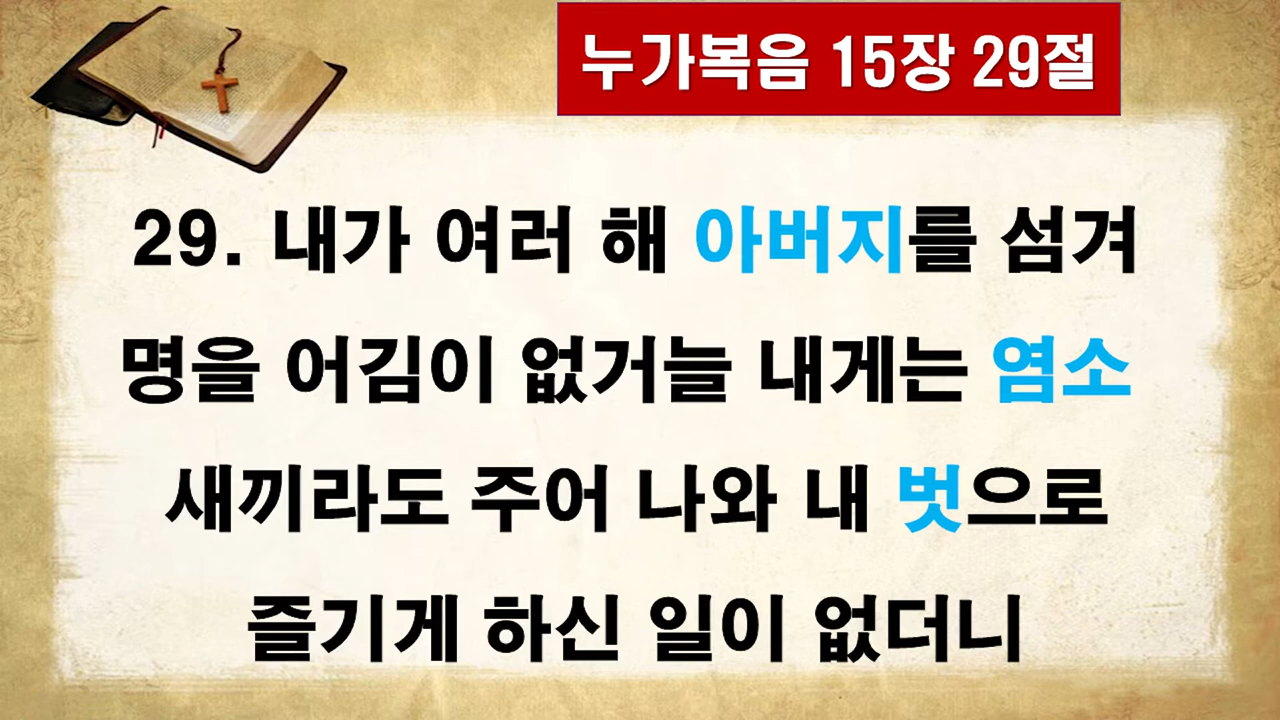 누가복음 15장 29절
29. 내가 여러 해 아버지를 섬겨
명을 어김이 없거늘 내게는 염소
새끼라도 주어 나와 내 벗으로
즐기게 하신 일이 없더니